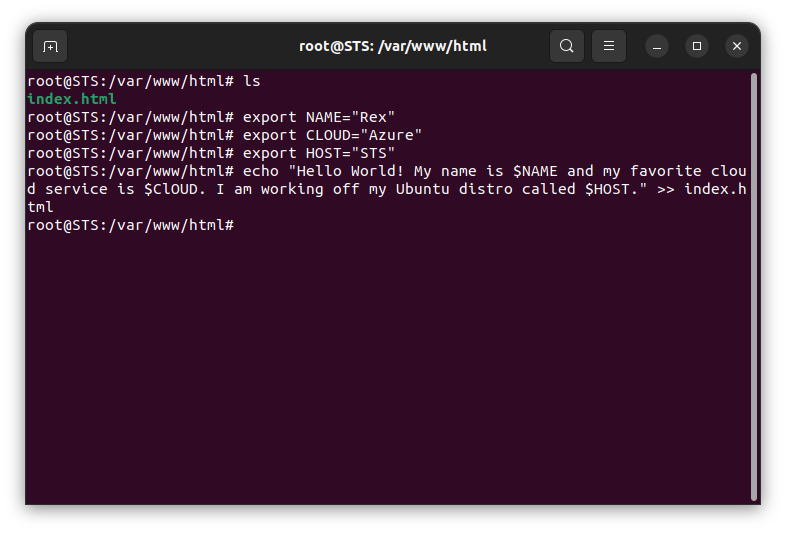 root@STS: /var/www/html
root@STS:/var/www/html# ls
index.html
root@STS:/var/www/html# export NAME="Rex"
root@STS:/var/www/html# export CLOUD="Azure"
root@STS:/var/www/html# export HOST="STS"
root@STS:/var/www/html# echo "Hello World! My name is $NAME and my favorite clou
d service is $ClOUD. I am working off my Ubuntu distro called $HOST." >> index.h
tml
root@STS:/var/www/html#